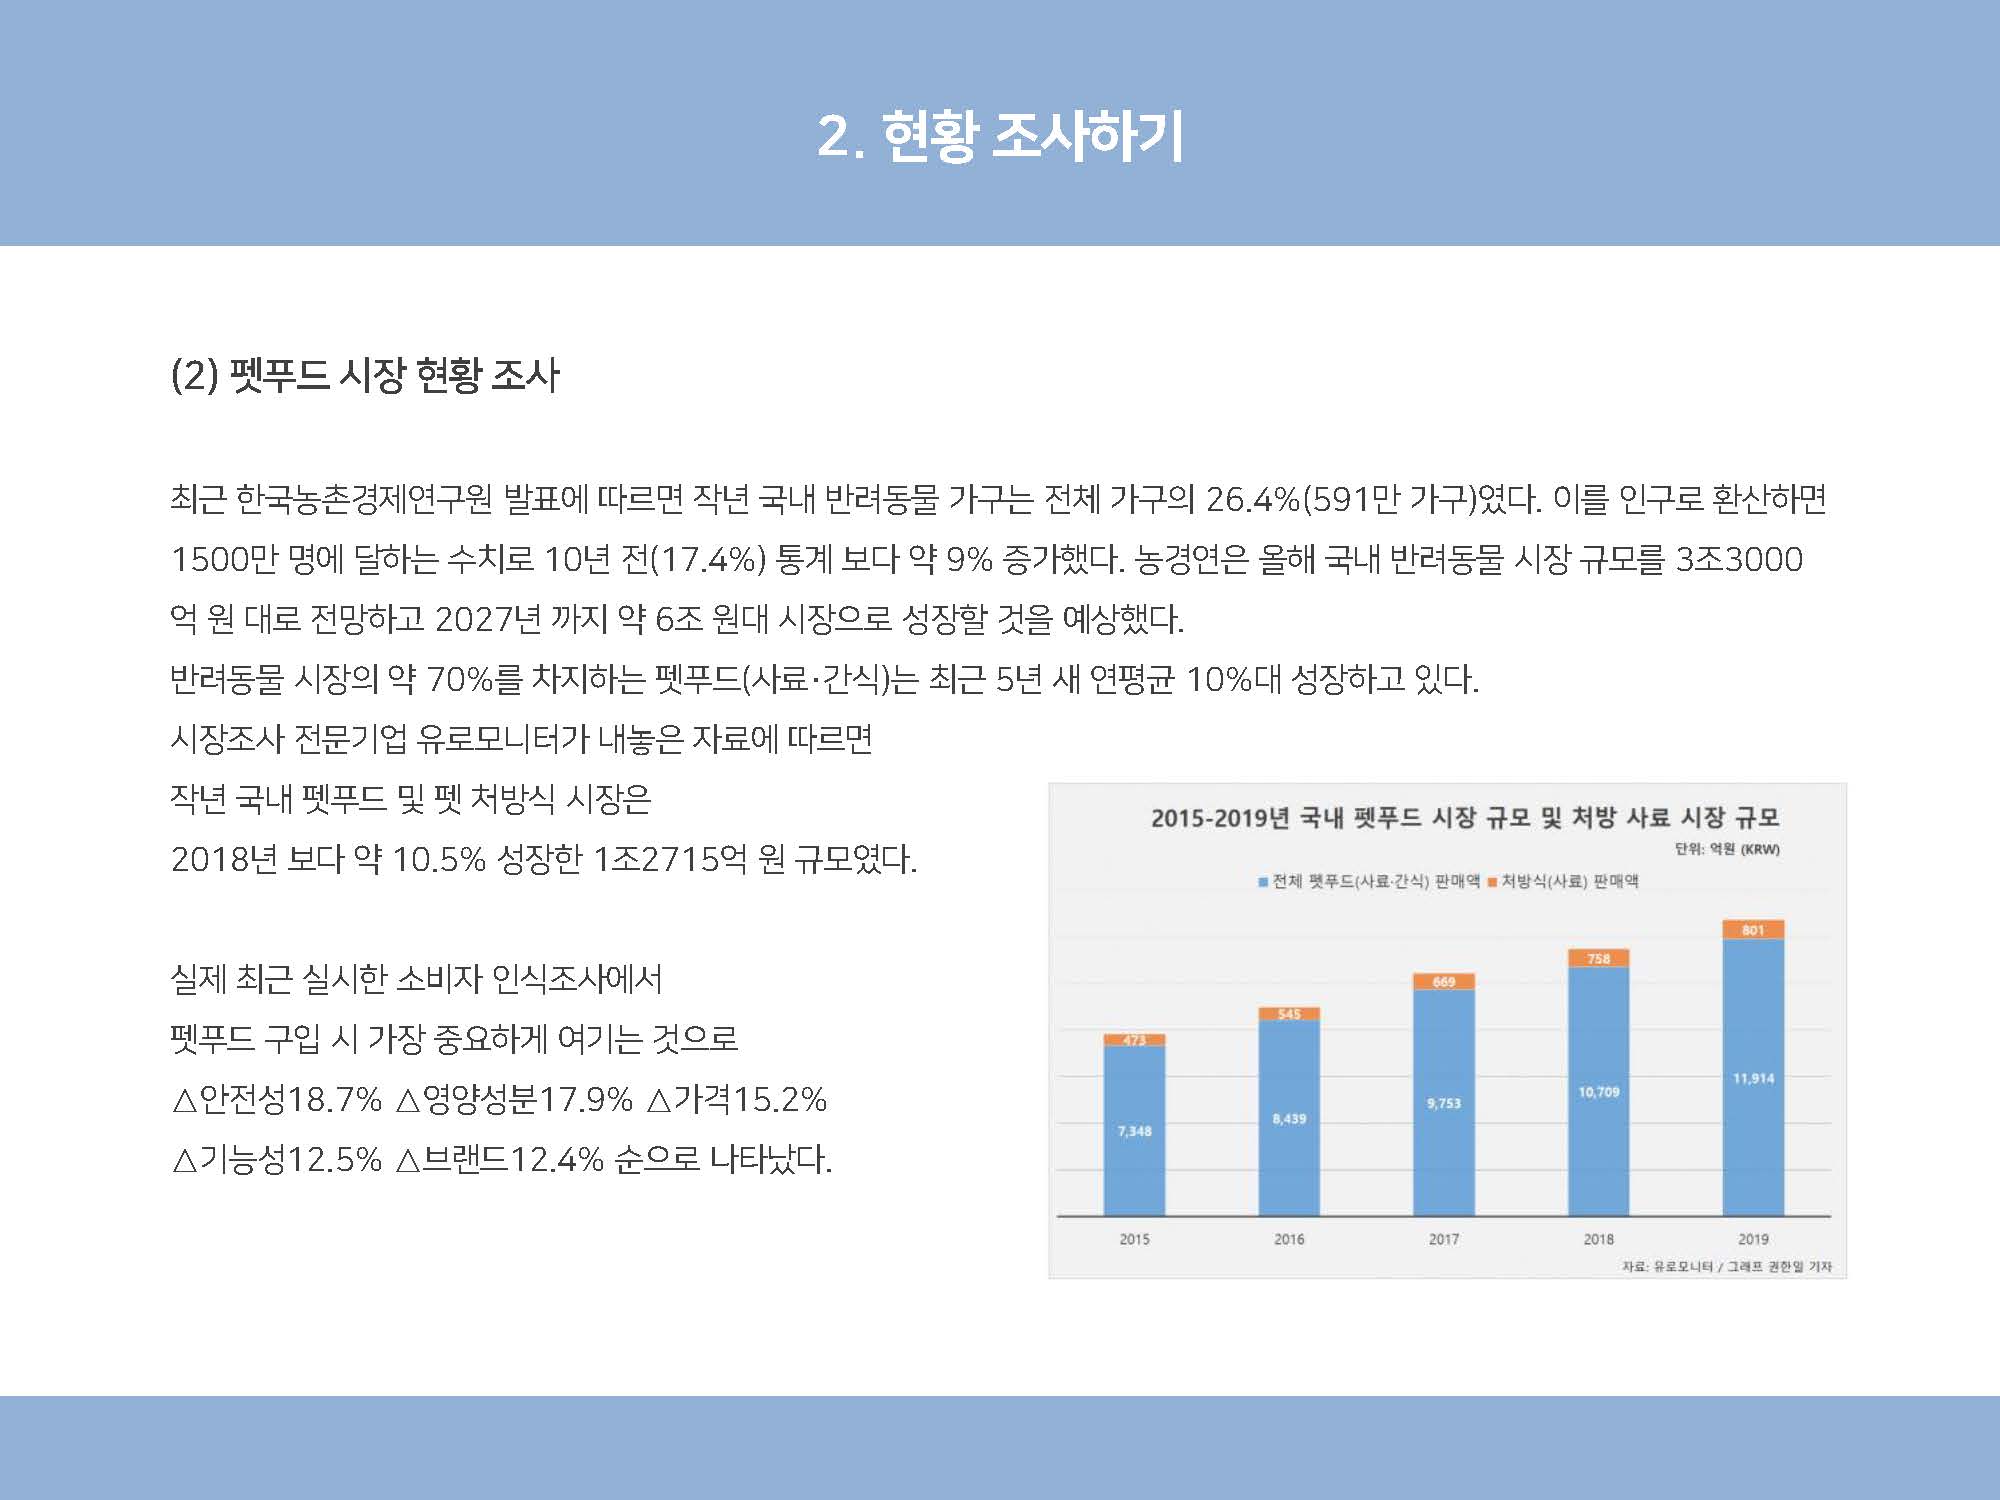 2. 현황 조사하기
(2) 펫푸드 시장 현황 조사
최근 한국농촌경제연구원 발표에 따르면 작년 국내 반려동물 가구는 전체 가구의 26.4%(591만 가구)였다. 이를 인구로 환산하면
1500만 명에 달하는 수치로 10년 전(17.4%) 통계 보다 약 9% 증가했다. 농경연은 올해 국내 반려동물 시장 규모를 3조3000
억 원 대로 전망하고 2027년 까지 약 6조 원대 시장으로 성장할 것을 예상했다.
반려동물 시장의 약 70%를 차지하는 펫푸드(사료·간식)는 최근 5년 새 연평균 10%대 성장하고 있다.
시장조사 전문기업 유로모니터가 내놓은 자료에 따르면
작년 국내 펫푸드 및 펫 처방식 시장은
2018년 보다 약 10.5% 성장한 1조2715억 원 규모였다.
실제 최근 실시한 소비자 인식조사에서
펫푸드 구입 시 가장 중요하게 여기는 것으로
△안전성18.7% △영양성분17.9% △가격15.2%
△기능성12.5% △브랜드12.4% 순으로 나타났다.
2015-2019년 국내 펫푸드 시장 규모 및 처방 사료 시장 규모
단위: 억원 (KRW)
■ 전체 펫푸드(사료·간식) 판매액 ■ 처방식(사료) 판매액
473 545 669 758 801
7,348 8,439 9,753 10,709 11,914
2015 2016 2017 2018 2019
자료: 유로모니터 / 그래프 권한일 기자